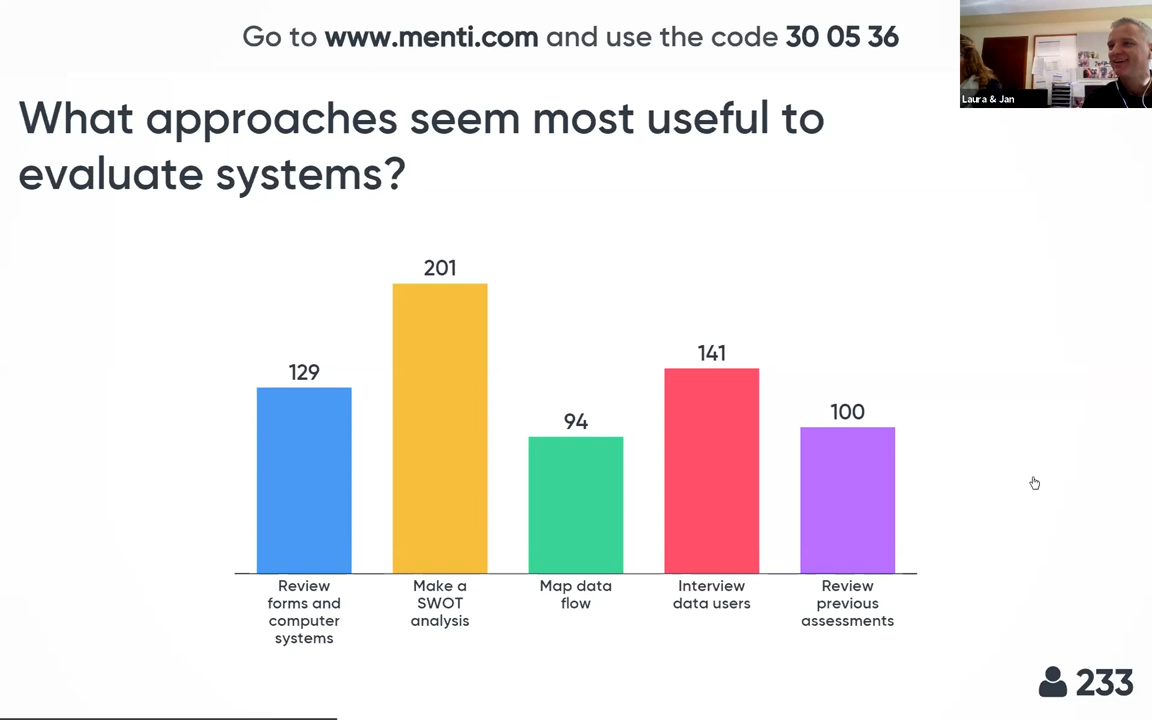 Go to www.menti.com and use the code 30 05 36
Laura & Jan
What approaches seem most useful to
evaluate systems?
129
201
94
141
100
Review
forms and
computer
systems
Make a
SWOT
analysis
Map data
flow
Interview
data users
Review
previous
assessments
233